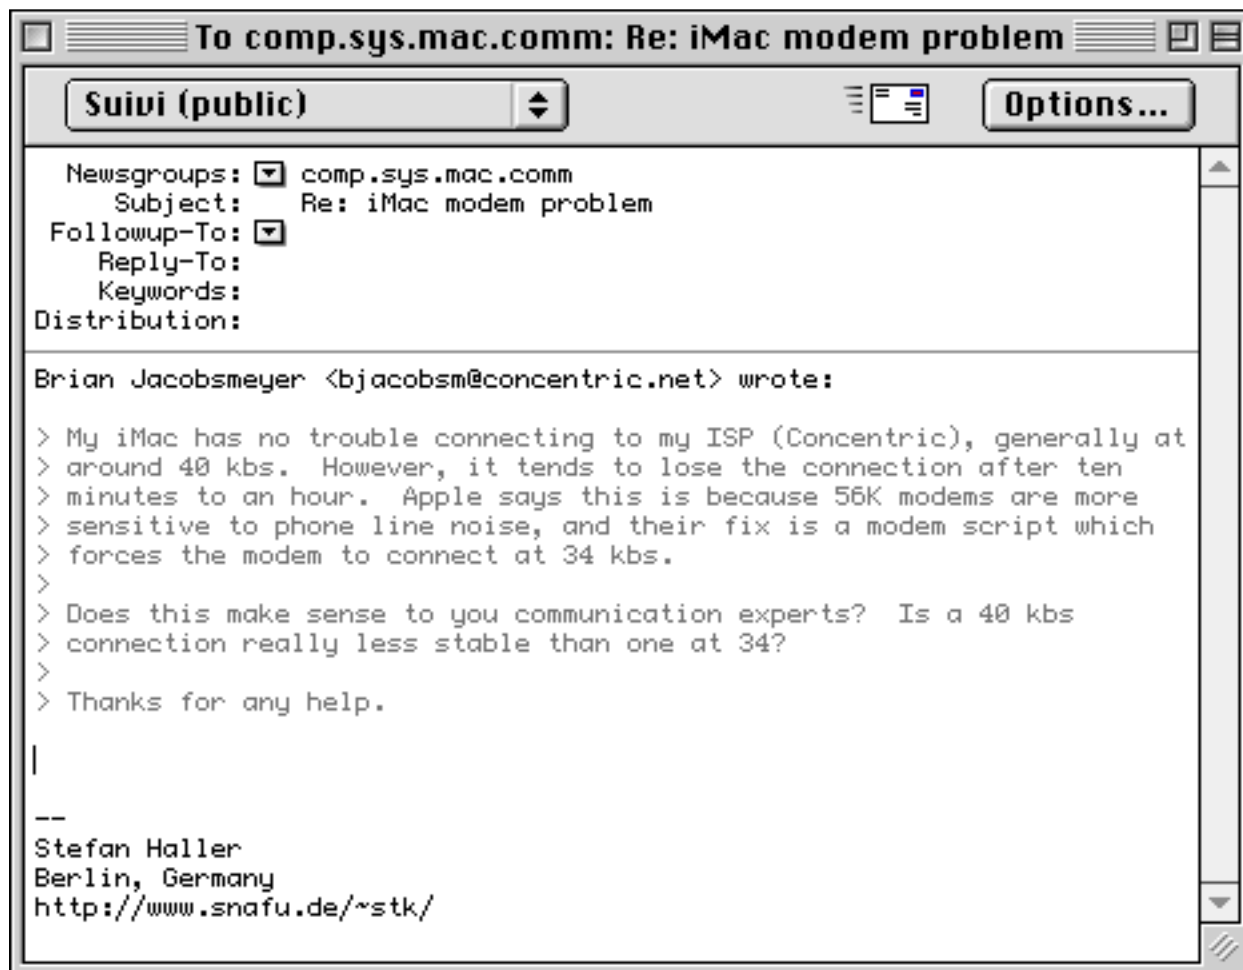 To comp.sys.mac.comm: Re: iMac modem problem
Suivi (public)
Options...
Newsgroups: comp.sys.mac.comm
Subject: Re: iMac modem problem
Followup-To:
Reply-To:
Keywords:
Distribution:
Brian Jacobsmeyer <bjacobsm@concentric.net> wrote:
> My iMac has no trouble connecting to my ISP (Concentric), generally at
> around 40 kbs.  However, it tends to lose the connection after ten
> minutes to an hour.  Apple says this is because 56K modems are more
> sensitive to phone line noise, and their fix is a modem script which
> forces the modem to connect at 34 kbs.
>
> Does this make sense to you communication experts?  Is a 40 kbs
> connection really less stable than one at 34?
>
> Thanks for any help.
--
Stefan Haller
Berlin, Germany
http://www.snafu.de/~stk/